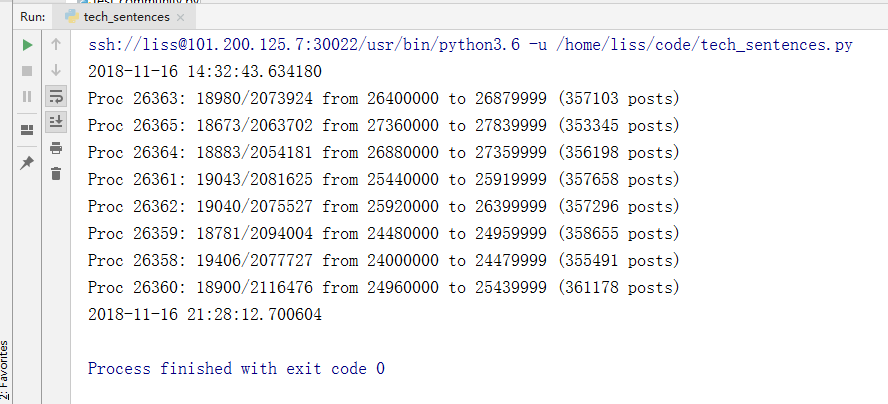 test_community.py
Run: tech_sentences
ssh://liss@101.200.125.7:30022/usr/bin/python3.6 -u /home/liss/code/tech_sentences.py
2018-11-16 14:32:43.634180
Proc 26363: 18980/2073924 from 26400000 to 26879999 (357103 posts)
Proc 26365: 18673/2063702 from 27360000 to 27839999 (353345 posts)
Proc 26364: 18883/2054181 from 26880000 to 27359999 (356198 posts)
Proc 26361: 19043/2081625 from 25440000 to 25919999 (357658 posts)
Proc 26362: 19040/2075527 from 25920000 to 26399999 (357296 posts)
Proc 26359: 18781/2094004 from 24480000 to 24959999 (358655 posts)
Proc 26358: 19406/2077727 from 24000000 to 24479999 (355491 posts)
Proc 26360: 18900/2116476 from 24960000 to 25439999 (361178 posts)
2018-11-16 21:28:12.700604
Process finished with exit code 0
2: Favorites